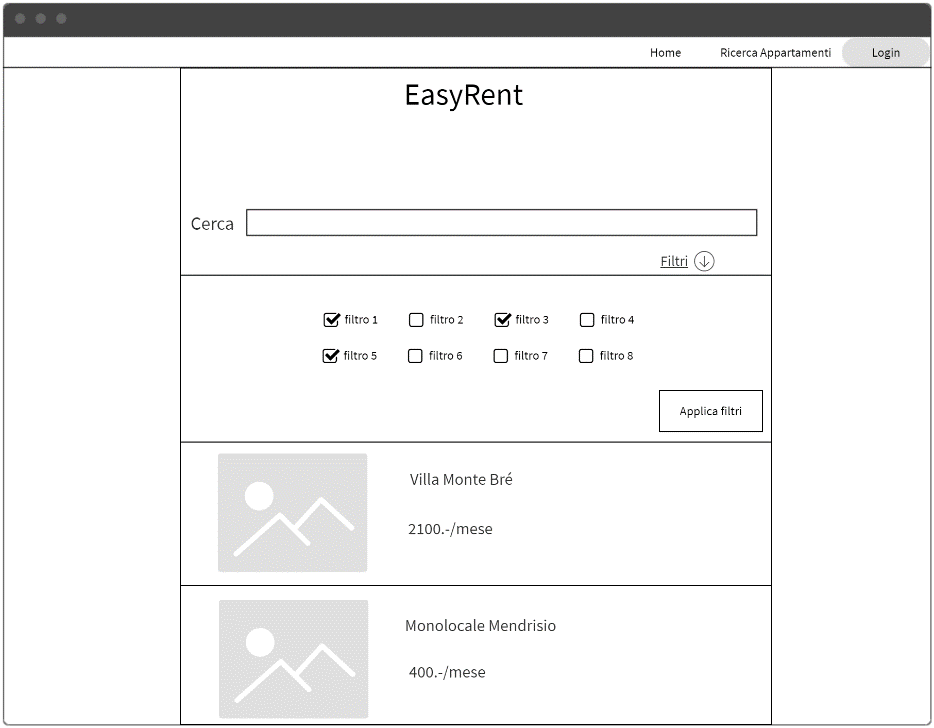 Home Ricerca Appartamenti Login
EasyRent
Cerca
Filtri
filtro 1 filtro 2 filtro 3 filtro 4
filtro 5 filtro 6 filtro 7 filtro 8
Applica filtri
Villa Monte Bré
2100.-/mese
Monolocale Mendrisio
400.-/mese